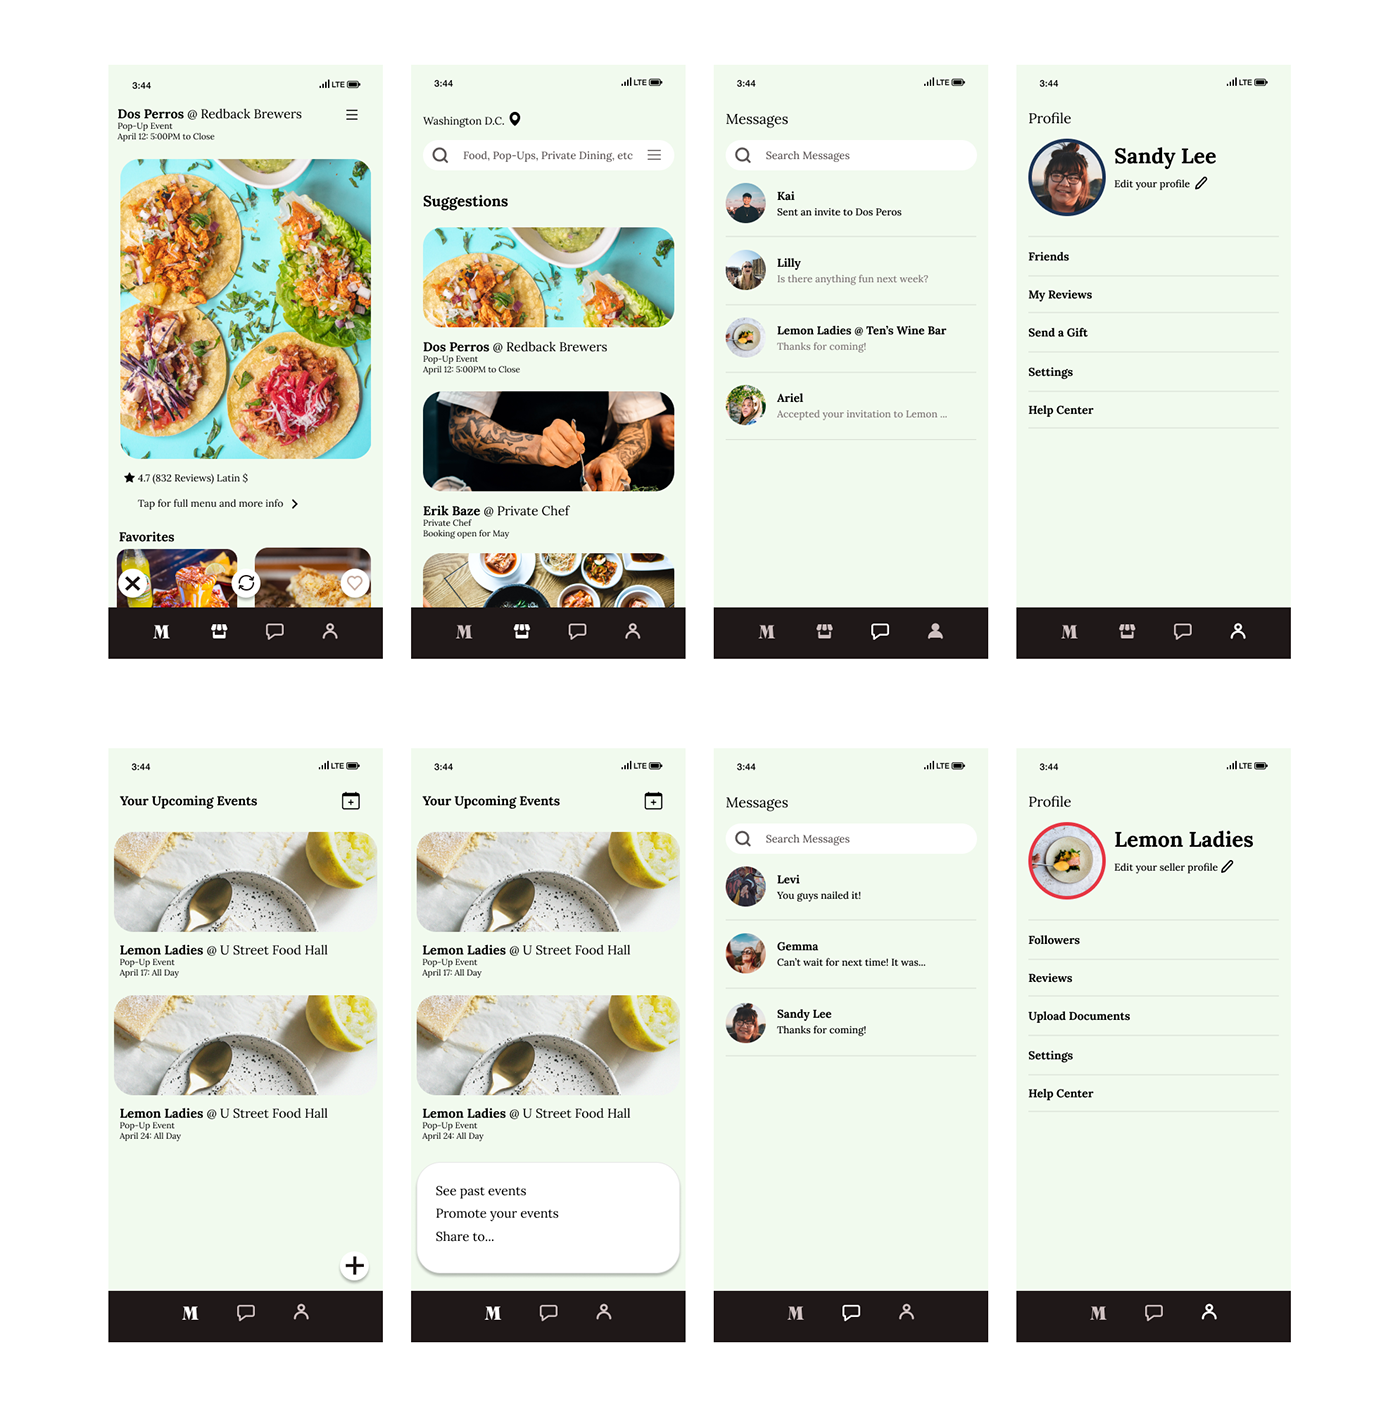 3:44
LTE
Dos Perros @ Redback Brewers
Pop-Up Event
April 12: 5:00PM to Close
4.7 (832 Reviews) Latin $
Tap for full menu and more info
Favorites
M
3:44
LTE
Washington D.C.
Food, Pop-Ups, Private Dining, etc
Suggestions
Dos Perros @ Redback Brewers
Pop-Up Event
April 12: 5:00PM to Close
Erik Baze @ Private Chef
Private Chef
Booking open for May
M
3:44
LTE
Messages
Search Messages
Kai
Sent an invite to Dos Peros
Lilly
Is there anything fun next week?
Lemon Ladies @ Ten's Wine Bar
Thanks for coming!
Ariel
Accepted your invitation to Lemon ...
M
3:44
LTE
Profile
Sandy Lee
Edit your profile
Friends
My Reviews
Send a Gift
Settings
Help Center
M
3:44
LTE
Your Upcoming Events
Lemon Ladies @ U Street Food Hall
Pop-Up Event
April 17: All Day
Lemon Ladies @ U Street Food Hall
Pop-Up Event
April 24: All Day
M
3:44
LTE
Your Upcoming Events
Lemon Ladies @ U Street Food Hall
Pop-Up Event
April 17: All Day
Lemon Ladies @ U Street Food Hall
Pop-Up Event
April 24: All Day
See past events
Promote your events
Share to...
M
3:44
LTE
Messages
Search Messages
Levi
You guys nailed it!
Gemma
Can't wait for next time! It was...
Sandy Lee
Thanks for coming!
M
3:44
LTE
Profile
Lemon Ladies
Edit your seller profile
Followers
Reviews
Upload Documents
Settings
Help Center
M